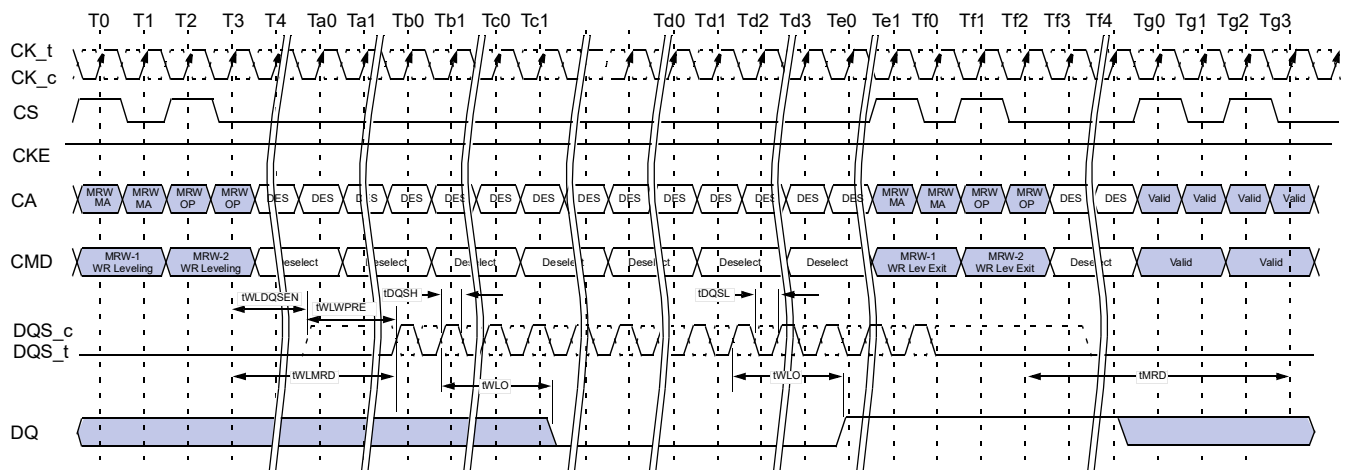 T0 T1 T2 T3 T4 Ta0 Ta1 Tb0 Tb1 Tc0 Tc1 Td0 Td1 Td2 Td3 Te0 Te1 Tf0 Tf1 Tf2 Tf3 Tf4 Tg0 Tg1 Tg2 Tg3
CK_t
CK_c
CS
CKE
MRW MRW MRW MRW MRW MRW MRW MRW
CA DES DES DES DES DES DES DES DES DES DES DES DES DES DES DES DES Valid Valid Valid Valid
MA MA OP OP MA MA OP OP
MRW-1 MRW-2 MRW-1 MRW-2
CMD Deselect Deselect Deselect Deselect Deselect Deselect Deselect Deselect Valid Valid
WR Leveling WR Leveling WR Lev Exit WR Lev Exit
tDQSH tDQSL
tWLDQSEN tWLWPRE
DQS_c
DQS_t
tWLMRD tWLO tWLO tMRD
DQ